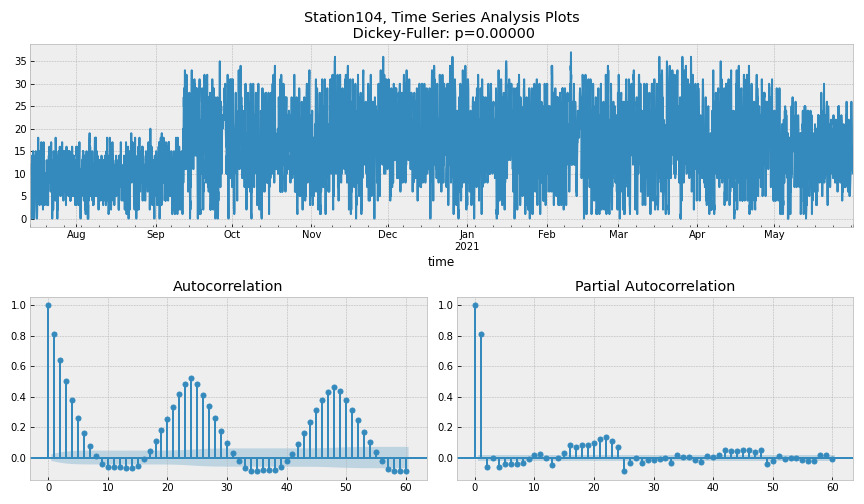 Station104, Time Series Analysis Plots
Dickey-Fuller: p=0.00000
35
30
25
20
15
10
5
0
Aug Sep Oct Nov Dec Jan Feb Mar Apr May
2021
time
Autocorrelation Partial Autocorrelation
1.0 1.0
0.8 0.8
0.6 0.6
0.4 0.4
0.2 0.2
0.0 0.0
0 10 20 30 40 50 60 0 10 20 30 40 50 60